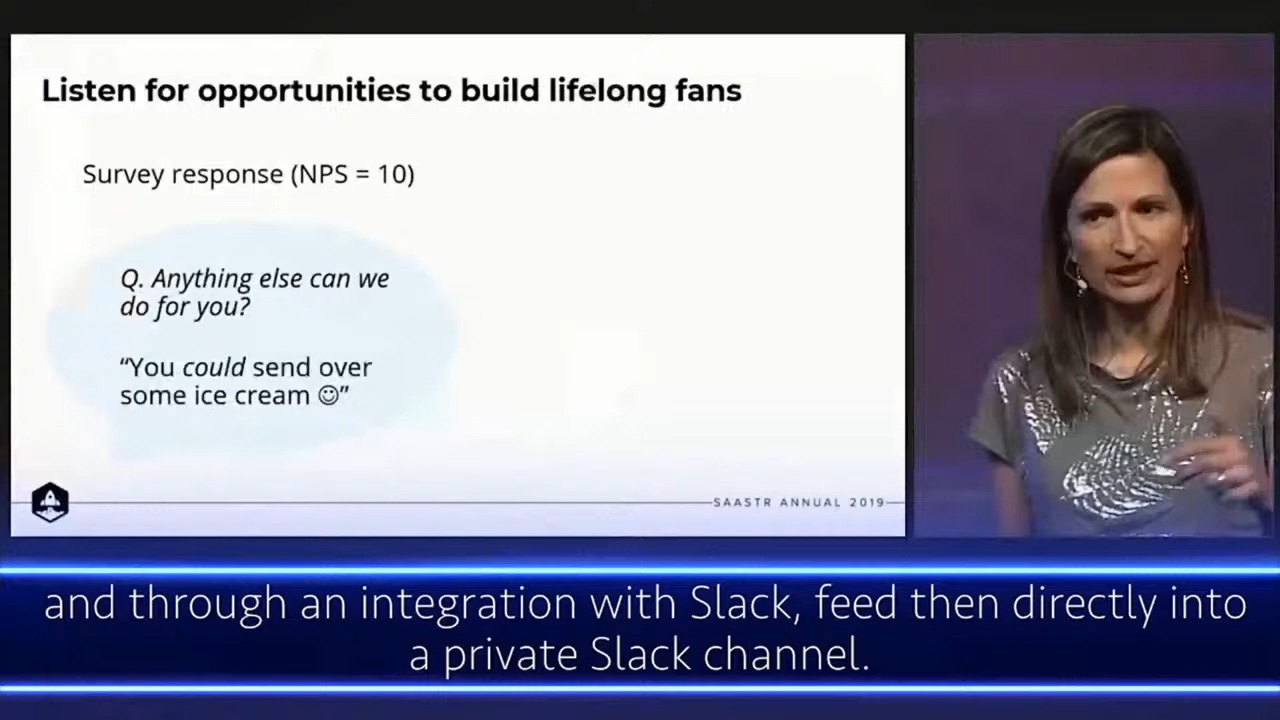 Listen for opportunities to build lifelong fans
Survey response (NPS = 10)
Q. Anything else can we
do for you?
“You could send over
some ice cream ☺”
SAASTR ANNUAL 2019
and through an integration with Slack, feed then directly into
a private Slack channel.